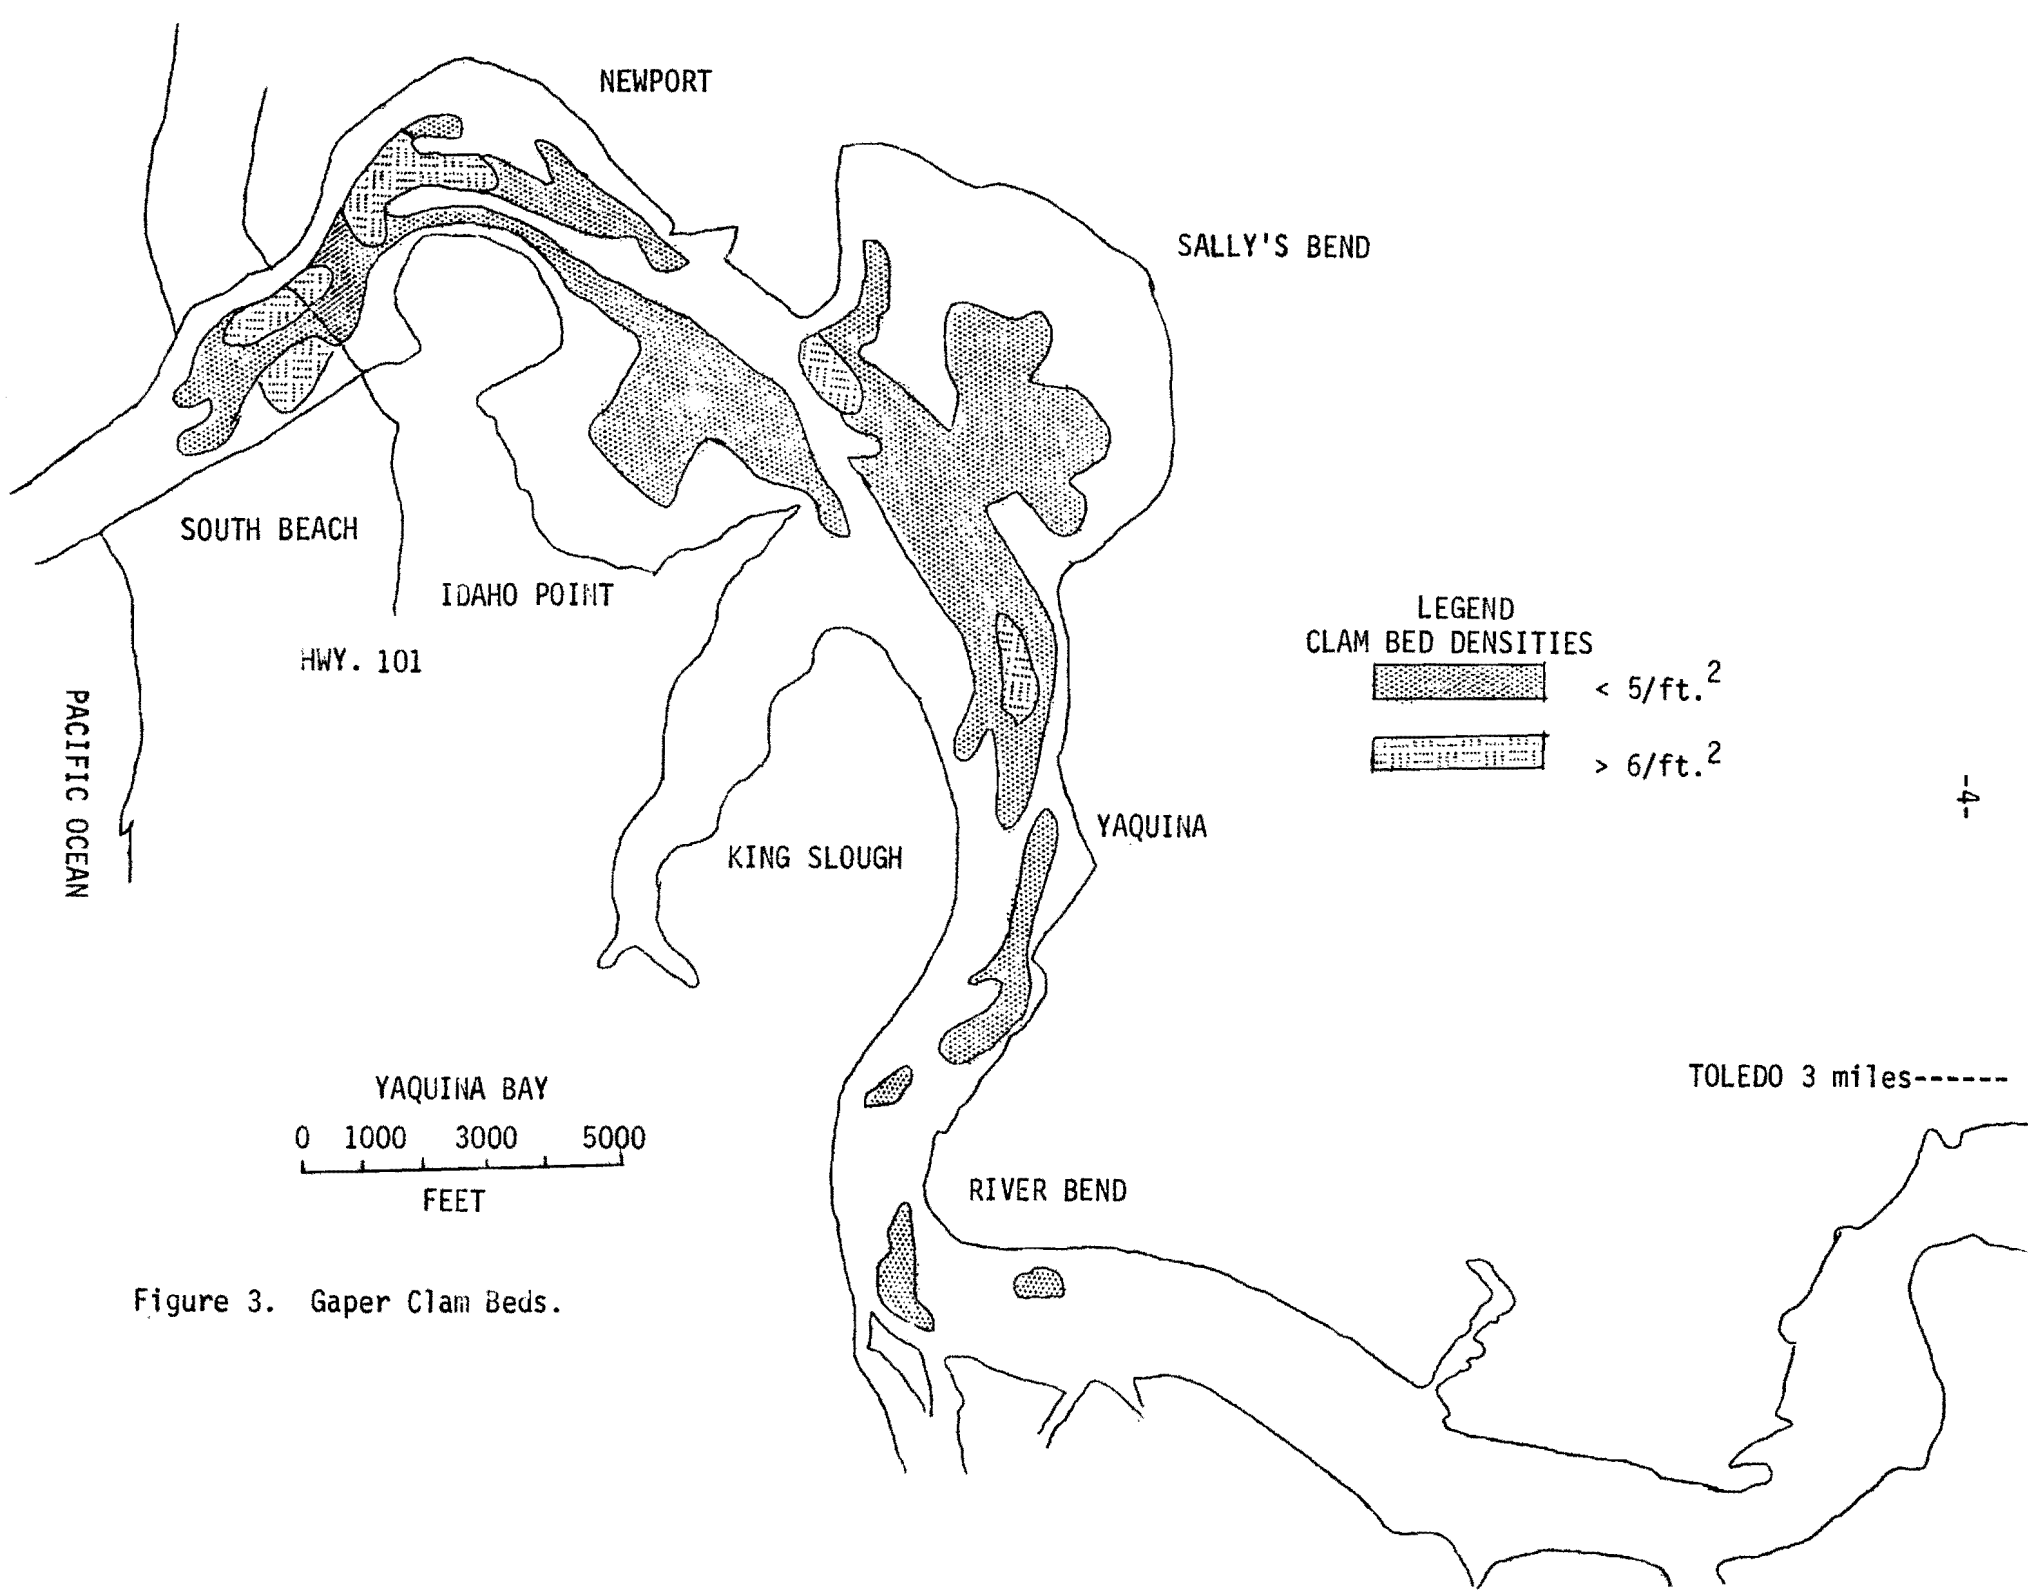 NEWPORT
SALLY'S BEND
SOUTH BEACH
IDAHO POINT
HWY. 101
PACIFIC OCEAN
LEGEND
CLAM BED DENSITIES
< 5/ft.²
> 6/ft.²
-4-
YAQUINA
KING SLOUGH
TOLEDO 3 miles------
YAQUINA BAY
0 1000 3000 5000
FEET
RIVER BEND
Figure 3. Gaper Clam Beds.